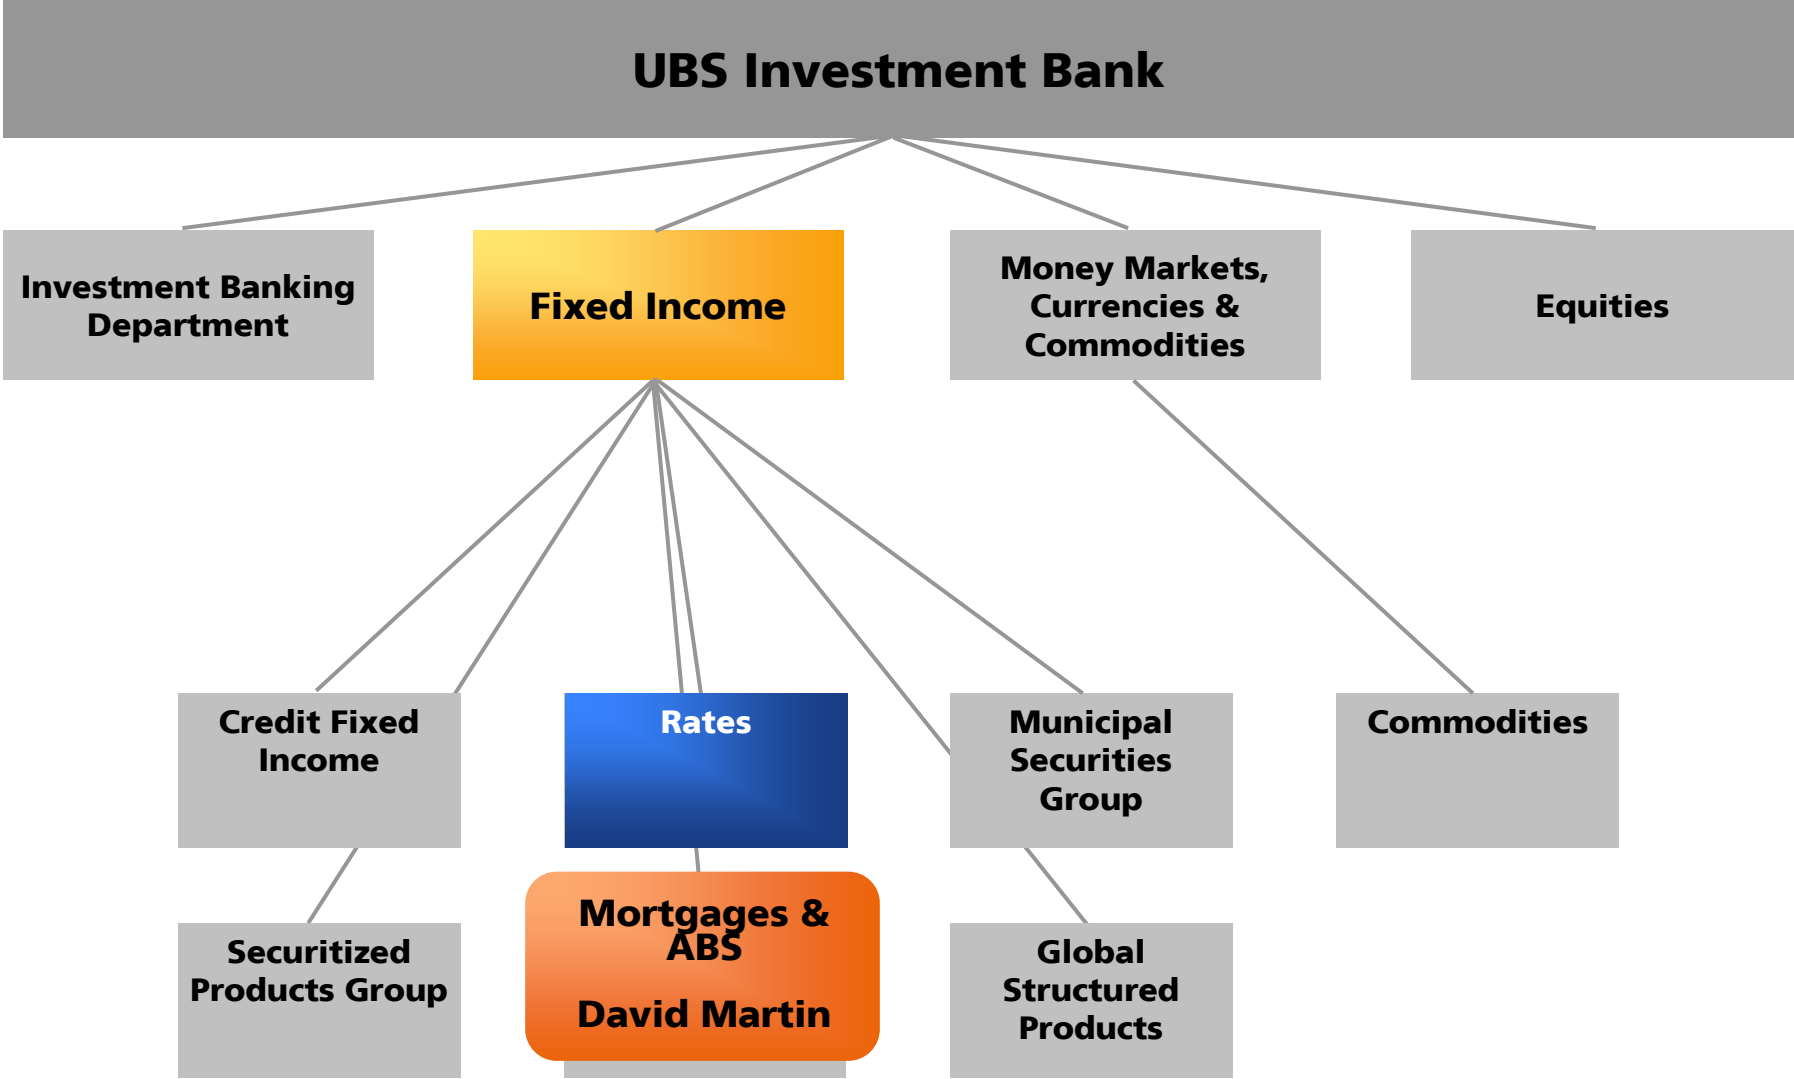 UBS Investment Bank
Investment Banking
Department
Fixed Income
Money Markets,
Currencies &
Commodities
Equities
Credit Fixed
Income
Rates
Municipal
Securities
Group
Commodities
Securitized
Products Group
Mortgages &
ABS
David Martin
Global
Structured
Products